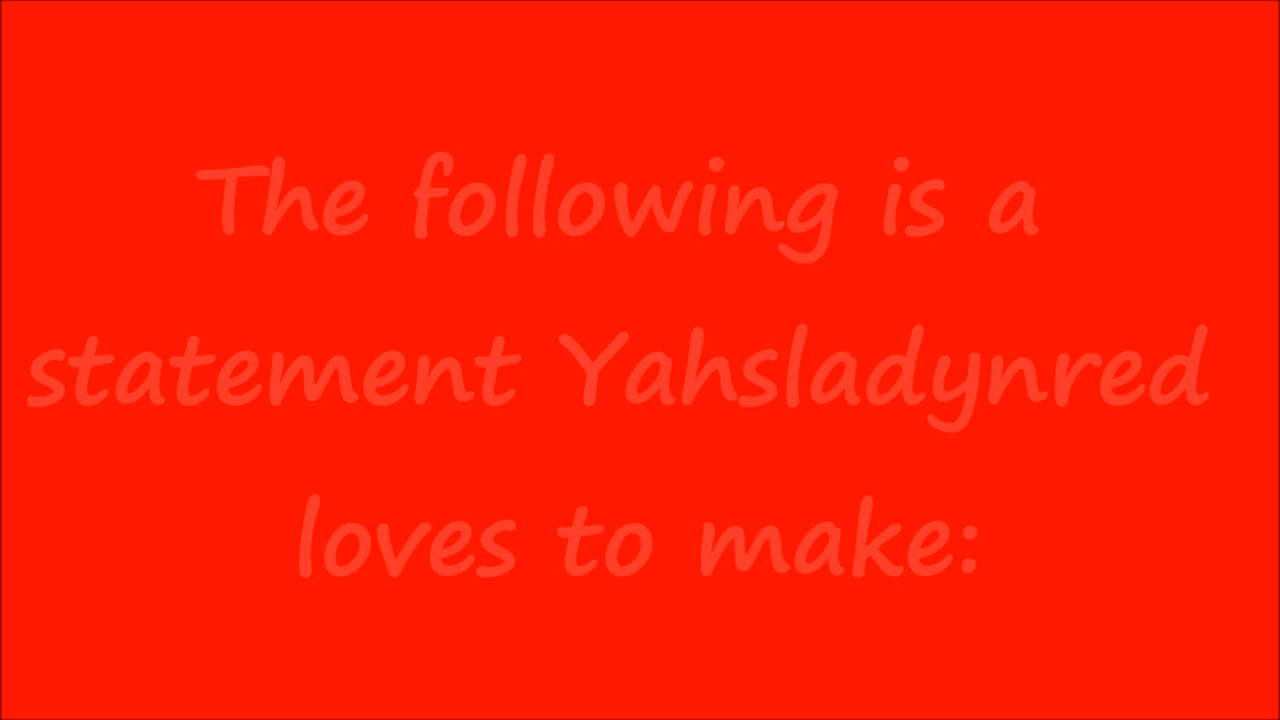 The following is a
statement Yahsladynred
loves to make: